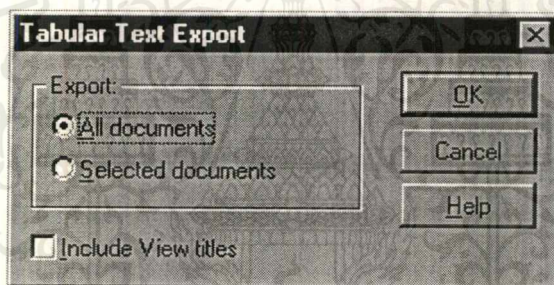 Tabular Text Export
Export:
All documents
Selected documents
Include View titles
OK
Cancel
Help